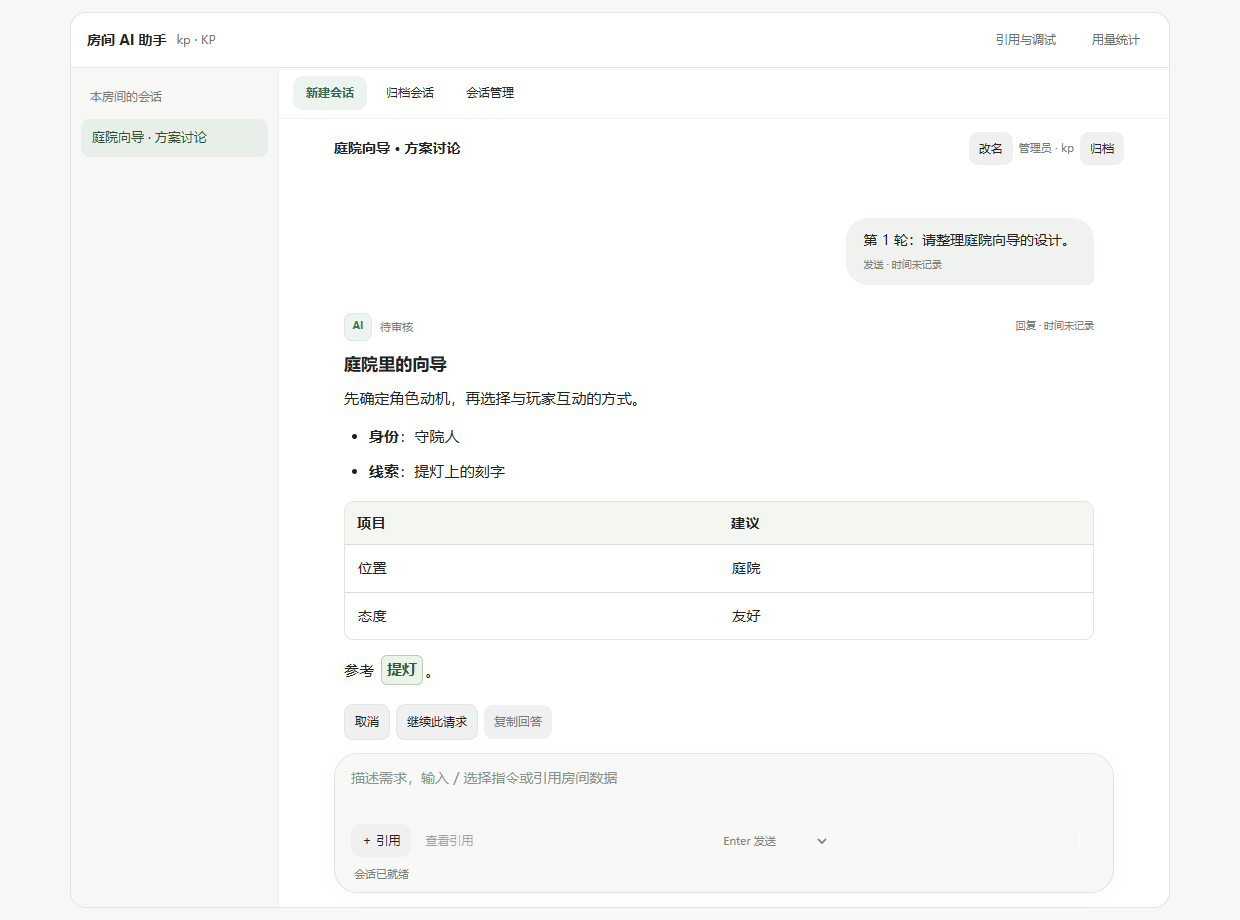 房间 AI 助手 kp · KP
引用与调试 用量统计
本房间的会话
庭院向导 · 方案讨论
新建会话 归档会话 会话管理
庭院向导 • 方案讨论
改名 管理员 · kp 归档
第 1 轮：请整理庭院向导的设计。
发送 · 时间未记录
AI 待审核
回复 · 时间未记录
庭院里的向导
先确定角色动机，再选择与玩家互动的方式。
• 身份：守院人
• 线索：提灯上的刻字
项目 建议
位置 庭院
态度 友好
参考 提灯 。
取消 继续此请求 复制回答
描述需求，输入 / 选择指令或引用房间数据
+ 引用 查看引用 Enter 发送
会话已就绪